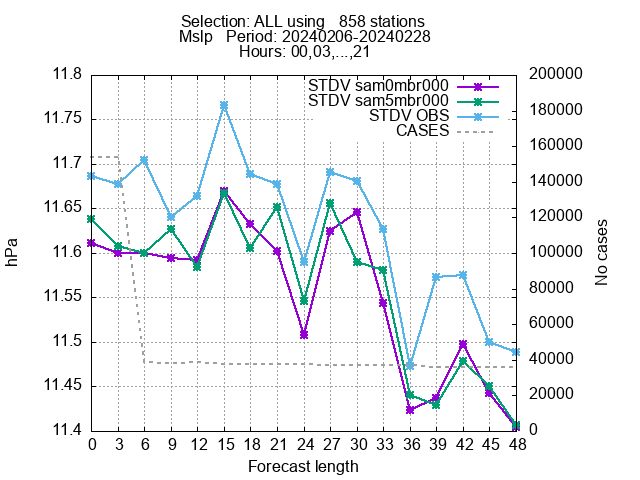 Selection: ALL using   858 stations
Mslp   Period: 20240206-20240228
Hours: 00,03,...,21
STDV sam0mbr000
STDV sam5mbr000
STDV OBS
CASES
11.8
11.75
11.7
11.65
11.6
11.55
11.5
11.45
11.4
hPa
200000
180000
160000
140000
120000
100000
80000
60000
40000
20000
0
No cases
0 3 6 9 12 15 18 21 24 27 30 33 36 39 42 45 48
Forecast length